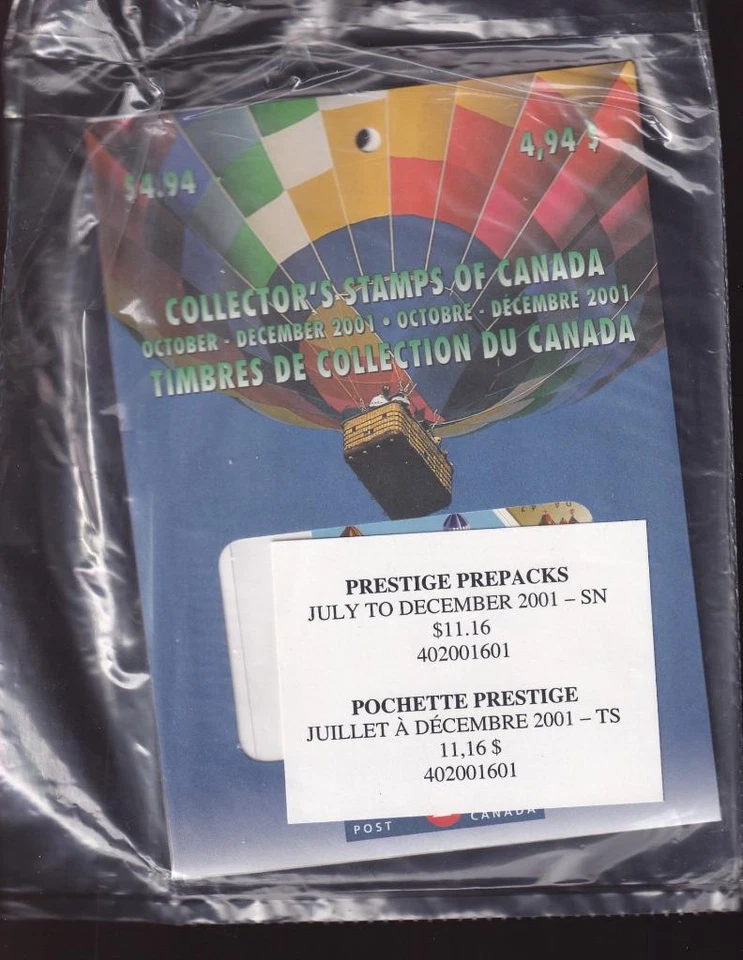 $4.94
4,94 $
COLLECTOR'S STAMPS OF CANADA
OCTOBER - DECEMBER 2001 • OCTOBRE - DÉCEMBRE 2001
TIMBRES DE COLLECTION DU CANADA
PRESTIGE PREPACKS
JULY TO DECEMBER 2001 – SN
$11.16
402001601
POCHETTE PRESTIGE
JUILLET À DÉCEMBRE 2001 – TS
11,16 $
402001601
POST CANADA